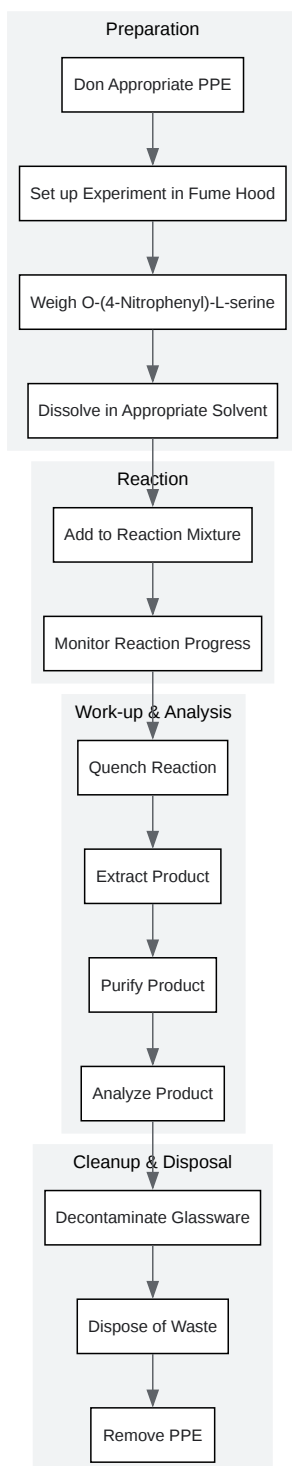 Preparation
Don Appropriate PPE
Set up Experiment in Fume Hood
Weigh O-(4-Nitrophenyl)-L-serine
Dissolve in Appropriate Solvent
Reaction
Add to Reaction Mixture
Monitor Reaction Progress
Work-up & Analysis
Quench Reaction
Extract Product
Purify Product
Analyze Product
Cleanup & Disposal
Decontaminate Glassware
Dispose of Waste
Remove PPE